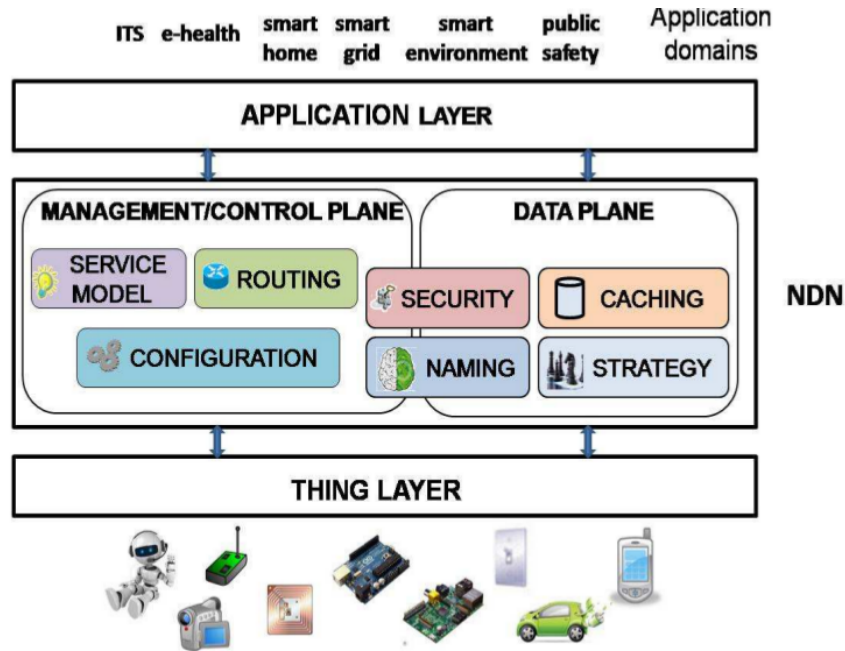 ITS e-health smart home smart grid smart environment public safety Application domains
APPLICATION LAYER
MANAGEMENT/CONTROL PLANE
DATA PLANE
SERVICE MODEL
ROUTING
SECURITY
CACHING
NDN
CONFIGURATION
NAMING
STRATEGY
THING LAYER